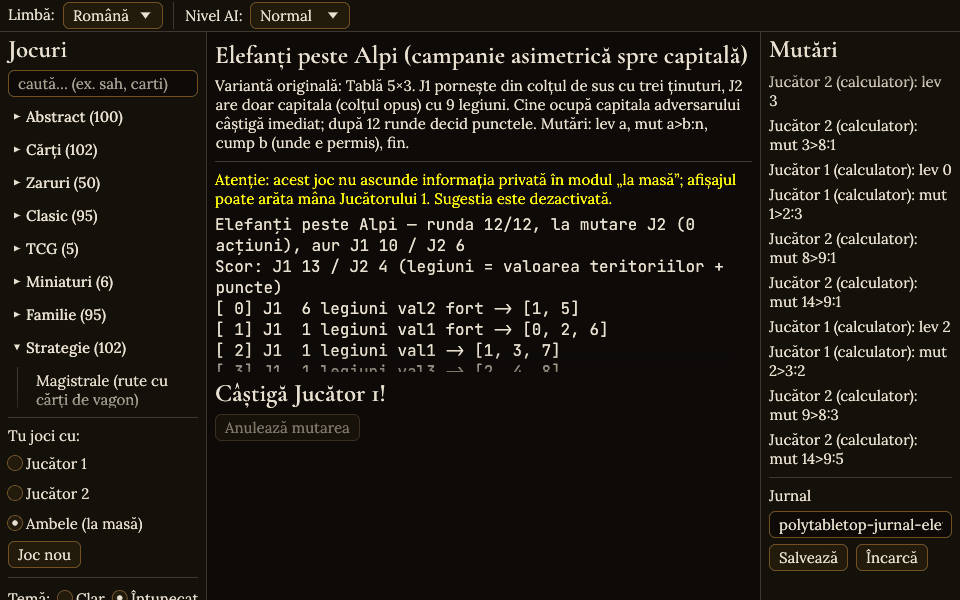 Limbă: Română ▼ Nivel AI: Normal ▼
Jocuri
caută... (ex. sah, carti)
▸ Abstract (100)
▸ Cărți (102)
▸ Zaruri (50)
▸ Clasic (95)
▸ TCG (5)
▸ Miniaturi (6)
▸ Familie (95)
▾ Strategie (102)
Magistrale (rute cu
cărți de vagon)
Tu joci cu:
Jucător 1
Jucător 2
Ambele (la masă)
Joc nou
Temă: Clar Întunecat
Elefanți peste Alpi (campanie asimetrică spre capitală)
Variantă originală: Tablă 5×3. J1 pornește din colțul de sus cu trei ținuturi, J2
are doar capitala (colțul opus) cu 9 legiuni. Cine ocupă capitala adversarului
câștigă imediat; după 12 runde decid punctele. Mutări: lev a, mut a>b:n,
cump b (unde e permis), fin.
Atenție: acest joc nu ascunde informația privată în modul „la masă”; afișajul
poate arăta mâna Jucătorului 1. Sugestia este dezactivată.
Elefanți peste Alpi — runda 12/12, la mutare J2 (0
acțiuni), aur J1 10 / J2 6
Scor: J1 13 / J2 4 (legiuni = valoarea teritoriilor +
puncte)
[ 0] J1  6 legiuni val2 fort -> [1, 5]
[ 1] J1  1 legiuni val1 fort -> [0, 2, 6]
[ 2] J1  1 legiuni val1 -> [1, 3, 7]
[ 3] J1  1 legiuni val3 -> [2, 4, 8]
Câștigă Jucător 1!
Anulează mutarea
Mutări
Jucător 2 (calculator): lev
3
Jucător 2 (calculator):
mut 3>8:1
Jucător 1 (calculator): lev 0
Jucător 1 (calculator): mut
1>2:3
Jucător 2 (calculator):
mut 8>9:1
Jucător 2 (calculator):
mut 14>9:1
Jucător 1 (calculator): lev 2
Jucător 1 (calculator): mut
2>3:2
Jucător 2 (calculator):
mut 9>8:3
Jucător 2 (calculator):
mut 14>9:5
Jurnal
polytabletop-jurnal-ele
Salvează Încarcă